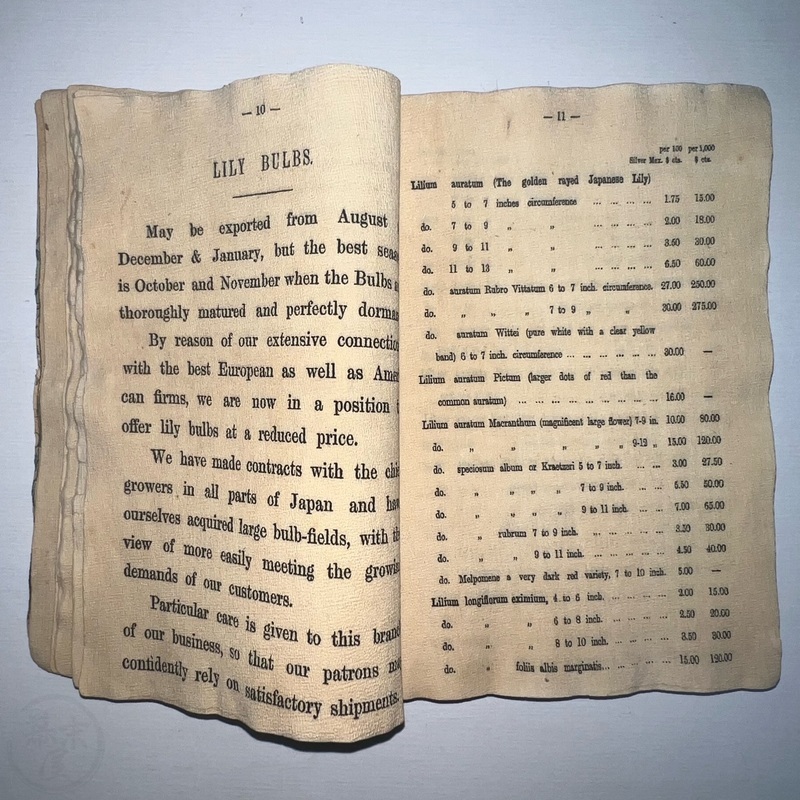 — 10 —
LILY BULBS.
May be exported from August
December & January, but the best
is October and November when the Bulbs
thoroughly matured and perfectly
By reason of our extensive
with the best European as well as
can firms, we are now in a position
offer lily bulbs at a reduced price.
We have made contracts with the
growers in all parts of Japan and
ourselves acquired large bulb-fields, with
view of more easily meeting the
demands of our customers.
Particular care is given to this
of our business, so that our patrons
confidently rely on satisfactory shipments.
— 11 —
per 100 per 1,000
Silver Mex. $ cts. $ cts.
Lilium auratum (The golden rayed Japanese Lily)
5 to 7 inches circumference ... ... ... ... 1.75 15.00
do. 7 to 9 „ „ ... ... ... ... 2.00 18.00
do. 9 to 11 „ „ ... ... ... ... 3.50 30.00
do. 11 to 13 „ „ ... ... ... ... 6.50 60.00
do. auratum Rubro Vittatum 6 to 7 inch. circumference. 27.00 250.00
do. „ „ „ 7 to 9 „ „ 30.00 275.00
do. auratum Wittei (pure white with a clear yellow
band) 6 to 7 inch. circumference ... ... ... ... ... ... 30.00 —
Lilium auratum Pictum (larger dots of red than the
common auratum) ... ... ... ... ... ... ... ... ... 16.00 —
Lilium auratum Macranthum (magnificent large flower) 7-9 in. 10.00 80.00
do. „ „ „ „ „ 9-12 „ 15.00 120.00
do. speciosum album or Kraetzeri 5 to 7 inch. ... ... 3.00 27.50
do. „ „ „ „ 7 to 9 inch. ... ... 5.50 50.00
do. „ „ „ „ 9 to 11 inch. ... ... 7.00 65.00
do. „ rubrum 7 to 9 inch. ... ... ... ... ... 3.50 30.00
do. „ „ 9 to 11 inch. ... ... ... ... ... 4.50 40.00
do. Melpomene a very dark red variety, 7 to 10 inch. 5.00 —
Lilium longiflorum eximium, 4 to 6 inch. ... ... ... ... 2.00 15.00
do. „ „ 6 to 8 inch. ... ... ... ... 2.50 20.00
do. „ „ 8 to 10 inch. ... ... ... ... 3.50 30.00
do. „ foliis albis marginatis... ... ... ... ... 15.00 120.00